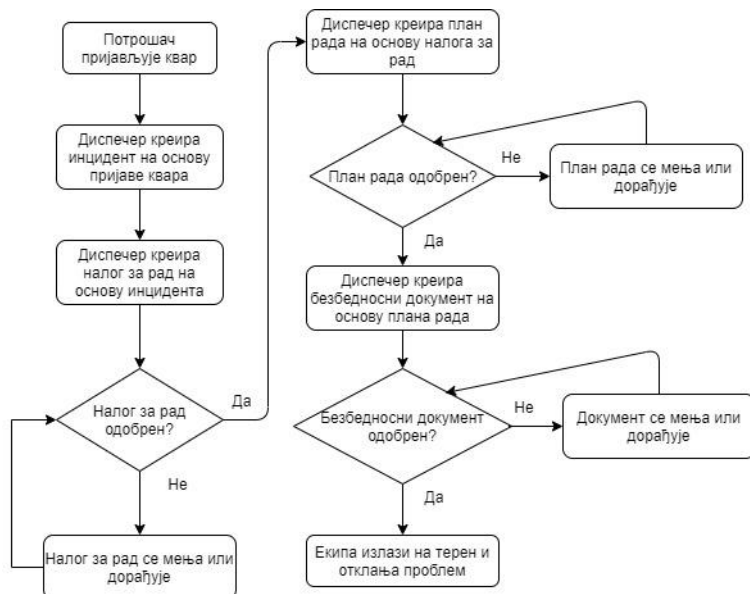 Потрошач
пријављује квар
Диспечер креира
инцидент на основу
пријаве квара
Диспечер креира
налог за рад на
основу инцидента
Налог за рад
одобрен?
Да
Не
Налог за рад се мења или
дорађује
Диспечер креира план
рада на основу налога за
рад
План рада одобрен?
Не
План рада се мења или
дорађује
Да
Диспечер креира
безбедносни документ на
основу плана рада
Безбедносни документ
одобрен?
Не
Документ се мења или
дорађује
Да
Екипа излази на терен и
отклања проблем